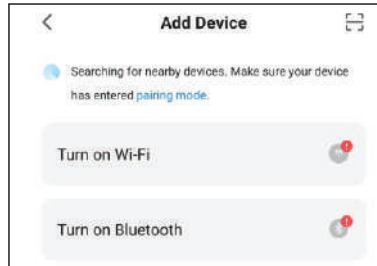 Add Device
Searching for nearby devices. Make sure your device
has entered pairing mode.
Turn on Wi-Fi
Turn on Bluetooth